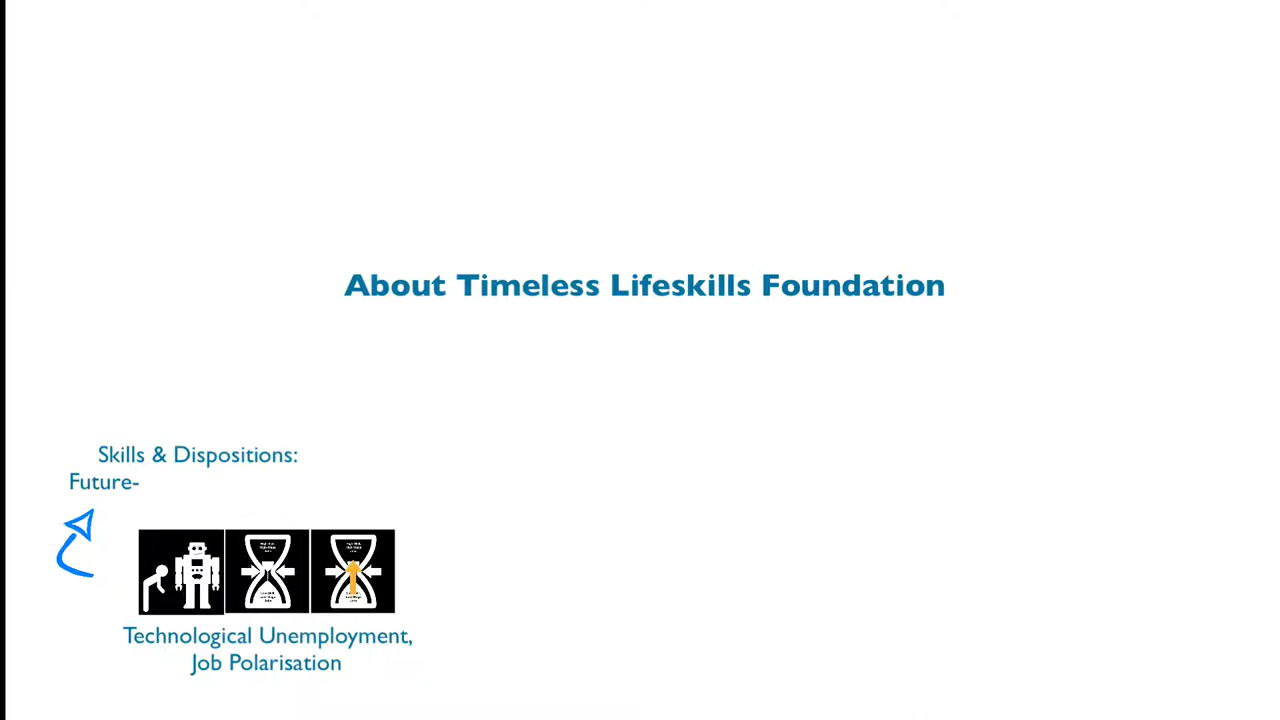 About Timeless Lifeskills Foundation
Skills & Dispositions:
Future-
Technological Unemployment,
Job Polarisation